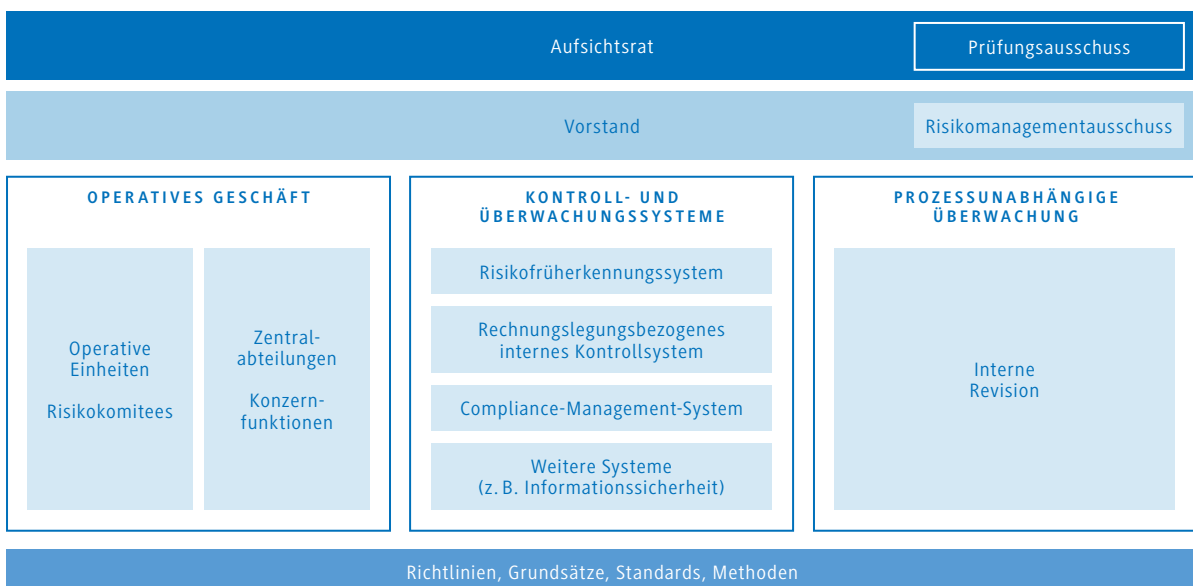 Aufsichtsrat
Prüfungsausschuss
Vorstand
Risikomanagementausschuss
OPERATIVES GESCHÄFT
Operative
Einheiten
Risikokomitees
Zentral-
abteilungen
Konzern-
funktionen
KONTROLL- UND
ÜBERWACHUNGSSYSTEME
Risikofrüherkennungssystem
Rechnungslegungsbezogenes
internes Kontrollsystem
Compliance-Management-System
Weitere Systeme
(z. B. Informationssicherheit)
PROZESSUNABHÄNGIGE
ÜBERWACHUNG
Interne
Revision
Richtlinien, Grundsätze, Standards, Methoden